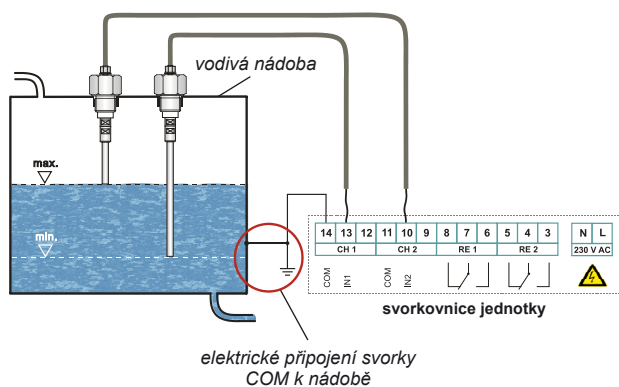 vodivá nádoba
max.
min.
14 13 12 11 10 9 8 7 6 5 4 3 N L
CH 1 CH 2 RE 1 RE 2 230 V AC
COM IN1 COM IN2
svorkovnice jednotky
elektrické připojení svorky
COM k nádobě